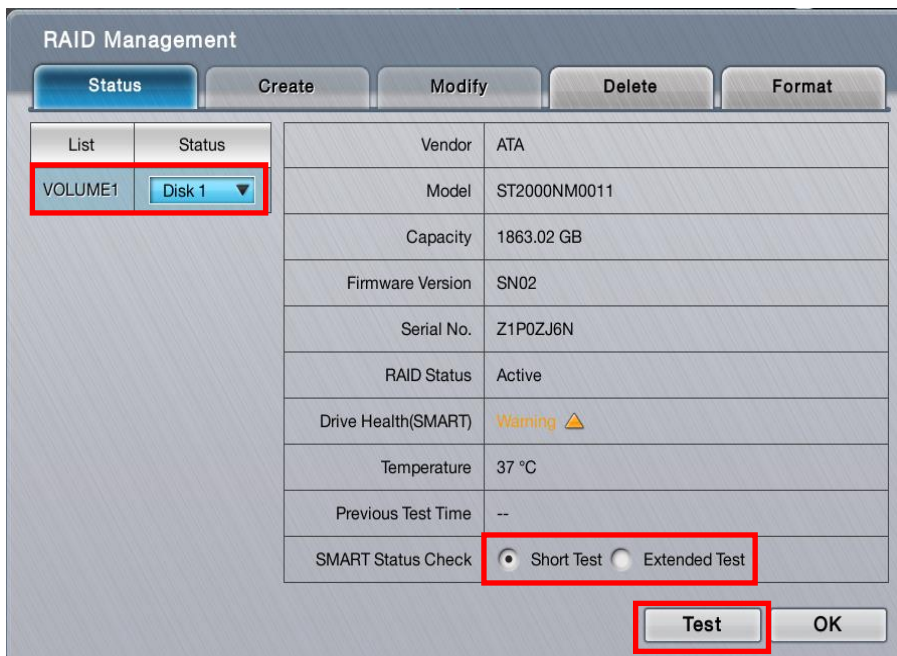 RAID Management
Status Create Modify Delete Format
List Status
VOLUME1 Disk 1
Vendor ATA
Model ST2000NM0011
Capacity 1863.02 GB
Firmware Version SN02
Serial No. Z1P0ZJ6N
RAID Status Active
Drive Health(SMART) Warning
Temperature 37 °C
Previous Test Time --
SMART Status Check Short Test Extended Test
Test OK